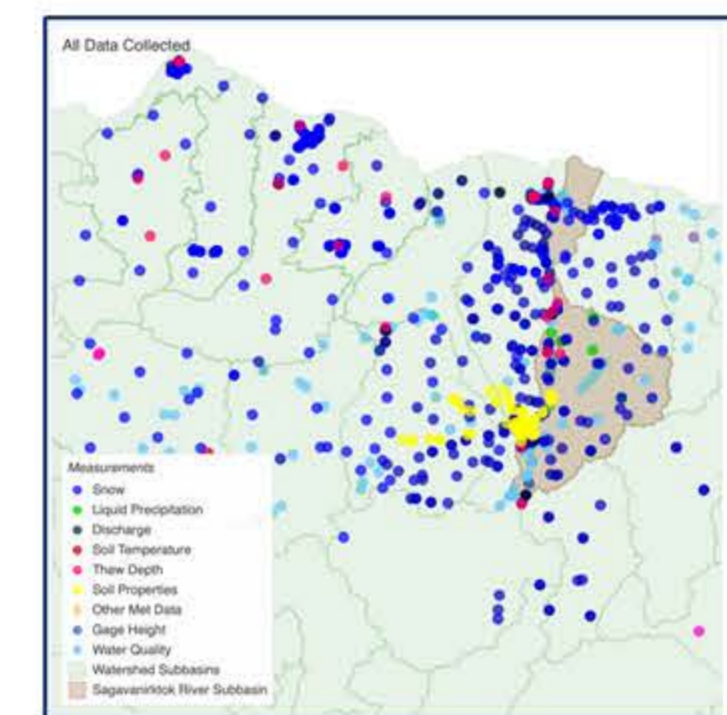 All Data Collected
Measurements
Snow
Liquid Precipitation
Discharge
Soil Temperature
Thaw Depth
Soil Properties
Other Met Data
Gage Height
Water Quality
Watershed Subbasins
Sagavanirktok River Subbasin